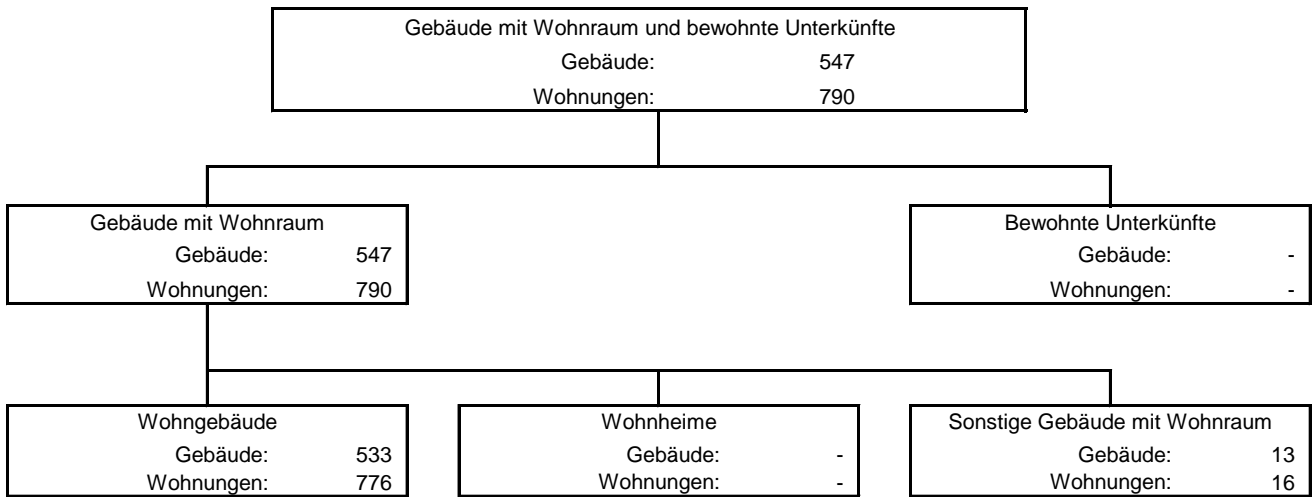 Gebäude mit Wohnraum und bewohnte Unterkünfte
Gebäude: 547
Wohnungen: 790
Gebäude mit Wohnraum
Gebäude: 547
Wohnungen: 790
Bewohnte Unterkünfte
Gebäude: -
Wohnungen: -
Wohngebäude
Gebäude: 533
Wohnungen: 776
Wohnheime
Gebäude: -
Wohnungen: -
Sonstige Gebäude mit Wohnraum
Gebäude: 13
Wohnungen: 16